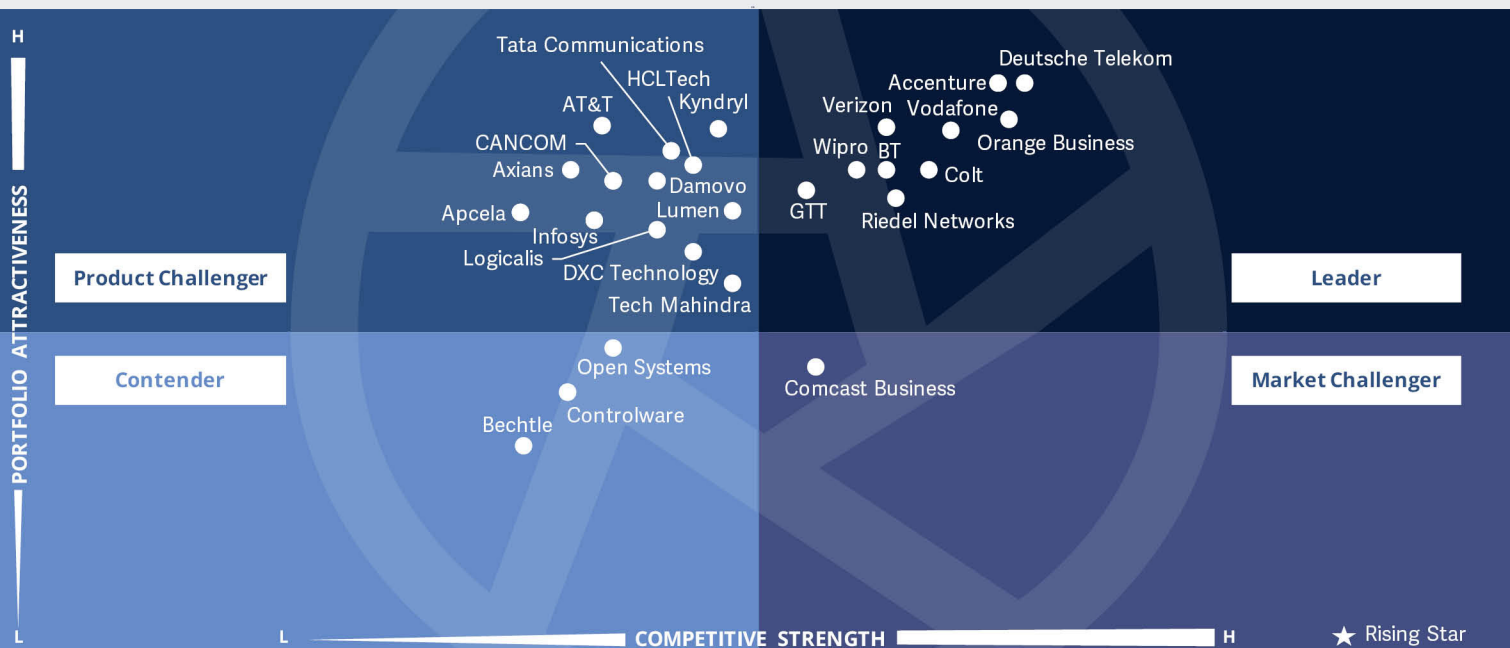 H
Tata Communications
Deutsche Telekom
HCLTech
Accenture
AT&T
Kyndryl
Verizon
Vodafone
CANCOM
Orange Business
Wipro
BT
Axians
Colt
Damovo
Apcela
Lumen
GTT
Riedel Networks
Infosys
Logicalis
DXC Technology
Product Challenger
Leader
Tech Mahindra
PORTFOLIO ATTRACTIVENESS
Open Systems
Contender
Market Challenger
Comcast Business
Controlware
Bechtle
L
L
COMPETITIVE STRENGTH
H
Rising Star